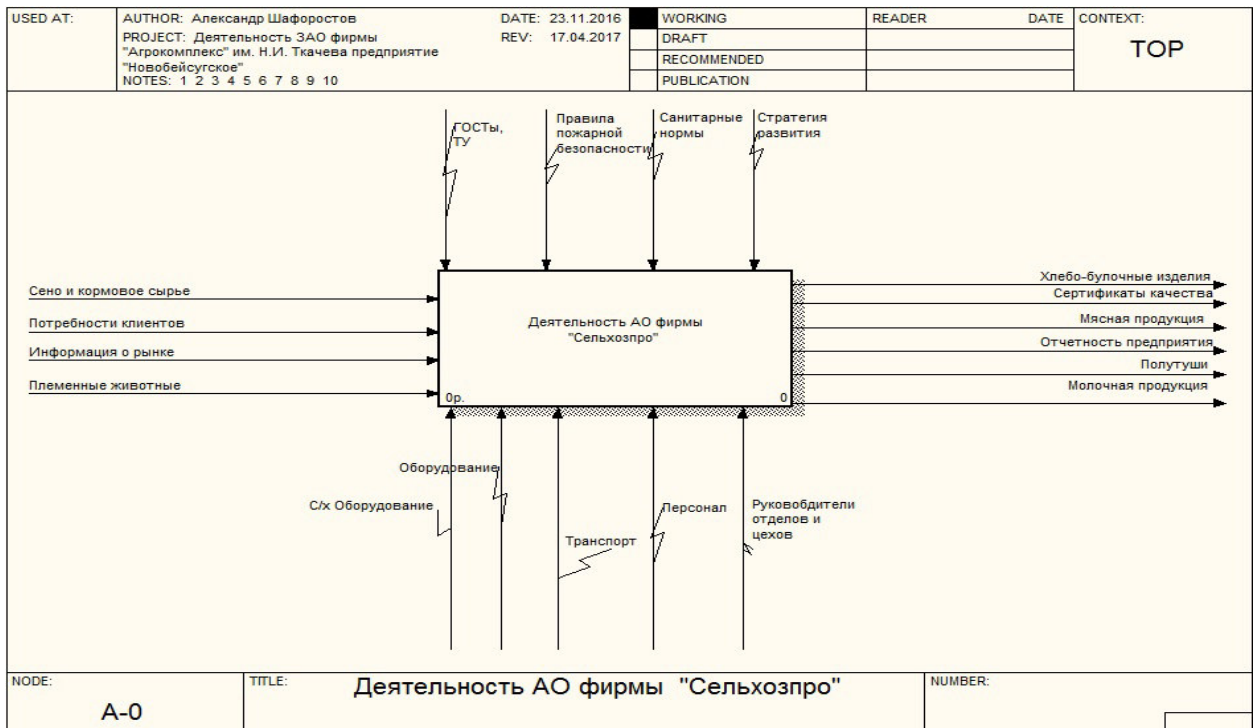 USED AT:
AUTHOR: Александр Шафоростов
DATE: 23.11.2016
PROJECT: Деятельность ЗАО фирмы
"Агрокомплекс" им. Н.И. Ткачева предприятие
"Новобейсугское"
REV: 17.04.2017
NOTES: 1 2 3 4 5 6 7 8 9 10
WORKING
DRAFT
RECOMMENDED
PUBLICATION
READER
DATE
CONTEXT:
TOP
ГОСТы,
ТУ
Правила
пожарной
безопасности
Санитарные
нормы
Стратегия
развития
Сено и кормовое сырье
Потребности клиентов
Информация о рынке
Племенные животные
Деятельность АО фирмы
"Сельхозпро"
0р.
0
Хлебо-булочные изделия
Сертификаты качества
Мясная продукция
Отчетность предприятия
Полутуши
Молочная продукция
Оборудование
С/х Оборудование
Транспорт
Персонал
Руковобдители
отделов и
цехов
NODE:
A-0
TITLE:
Деятельность АО фирмы "Сельхозпро"
NUMBER: